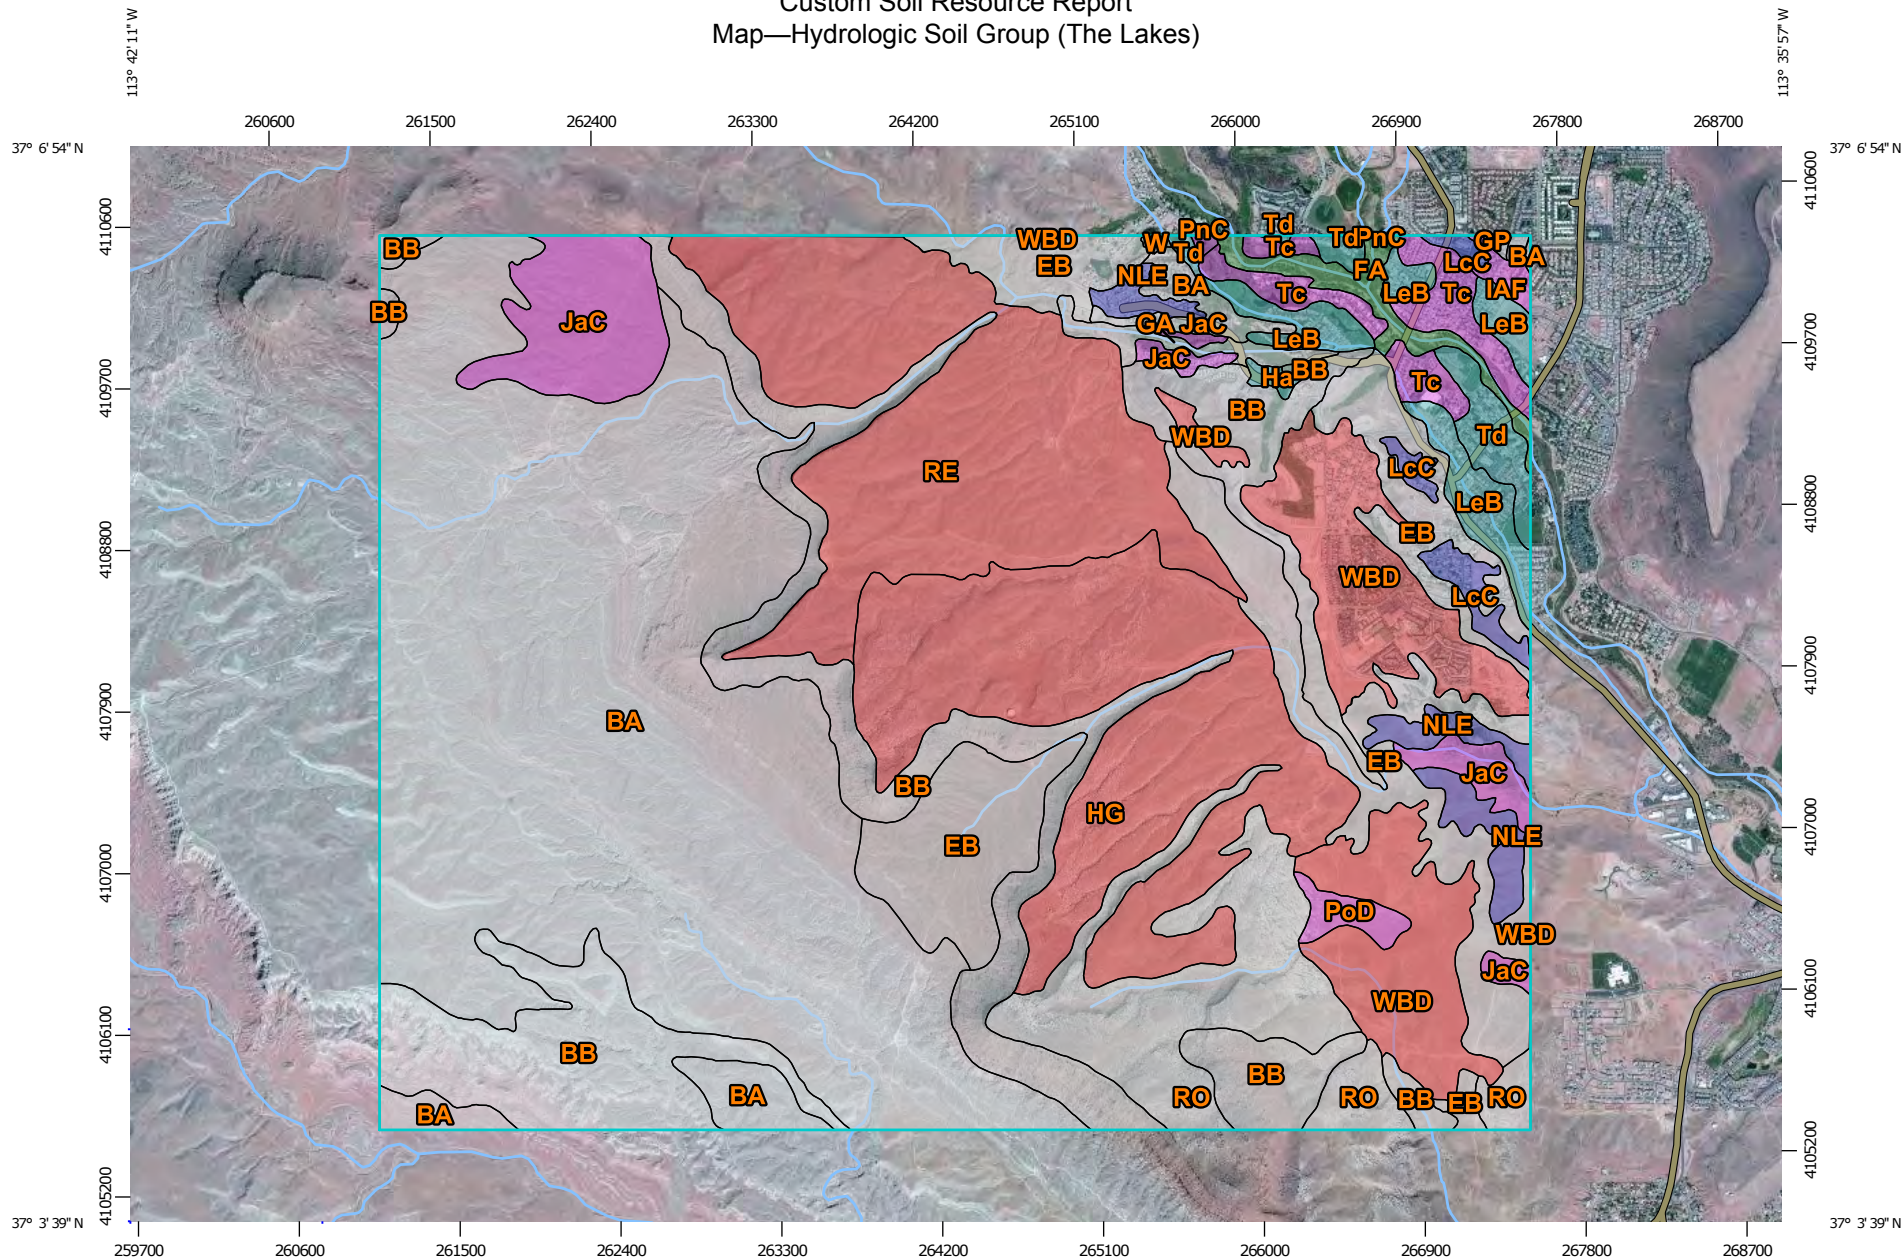 Custom Soil Resource Report
Map—Hydrologic Soil Group (The Lakes)
113° 42' 11" W
113° 35' 57" W
260600 261500 262400 263300 264200 265100 266000 266900 267800 268700
37° 6' 54" N
37° 6' 54" N
4110600
4109700
4108800
4107900
4107000
4106100
4105200
4110600
4109700
4108800
4107900
4107000
4106100
4105200
BB
WBD
W
PnC
Td
Td
PnC
GP
EB
Td
Tc
LcC
BA
NLE
BA
FA
BB
JaC
Tc
LeB
Tc
IAF
GA
JaC
LeB
LeB
JaC
Ha
BB
Tc
BB
WBD
Td
RE
LcC
LeB
EB
WBD
LcC
BA
NLE
EB
JaC
BB
HG
NLE
EB
PoD
WBD
JaC
WBD
BB
BB
BA
RO
RO
BB
EB
RO
BA
37° 3' 39" N
37° 3' 39" N
259700 260600 261500 262400 263300 264200 265100 266000 266900 267800 268700